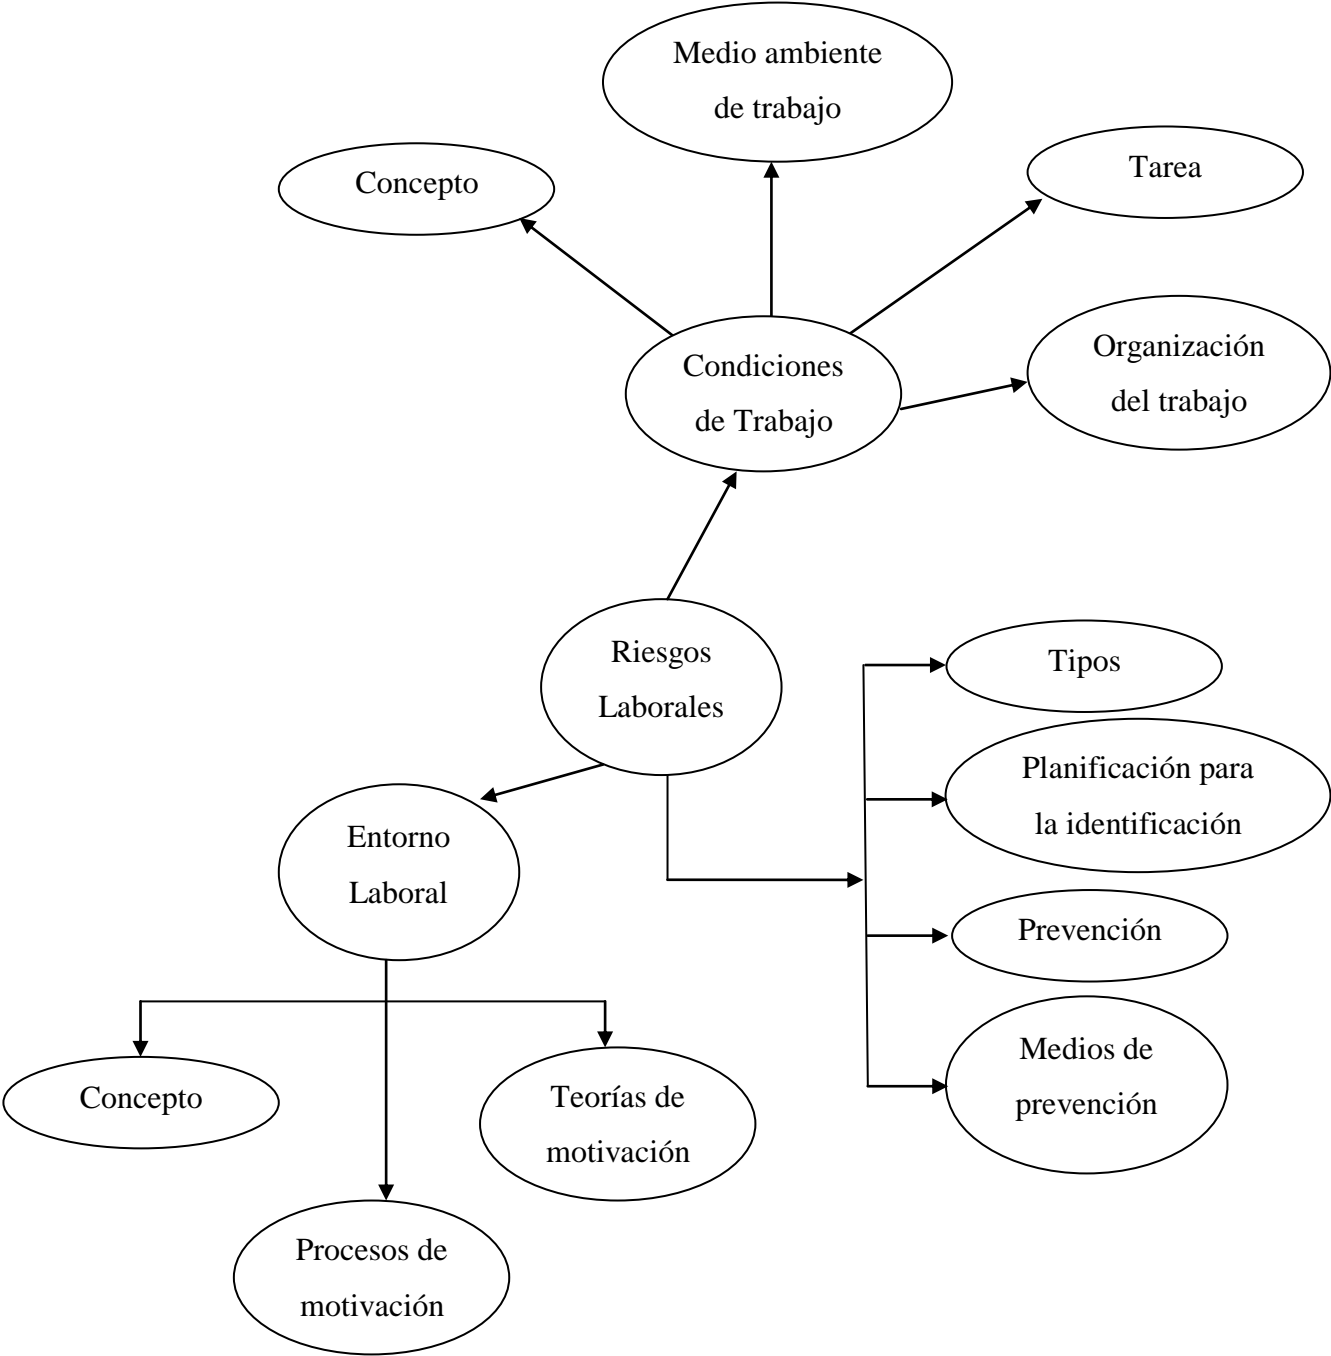 Medio ambiente
de trabajo
Concepto
Tarea
Condiciones
de Trabajo
Organización
del trabajo
Riesgos
Laborales
Tipos
Planificación para
la identificación
Prevención
Medios de
prevención
Entorno
Laboral
Concepto
Teorías de
motivación
Procesos de
motivación